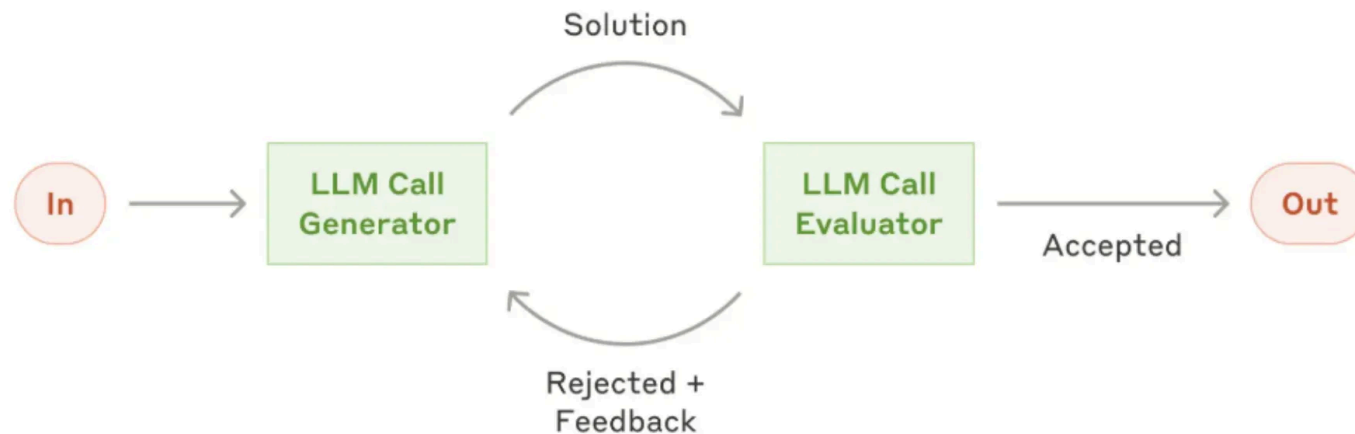 Solution
In
LLM Call
Generator
LLM Call
Evaluator
Out
Accepted
Rejected +
Feedback